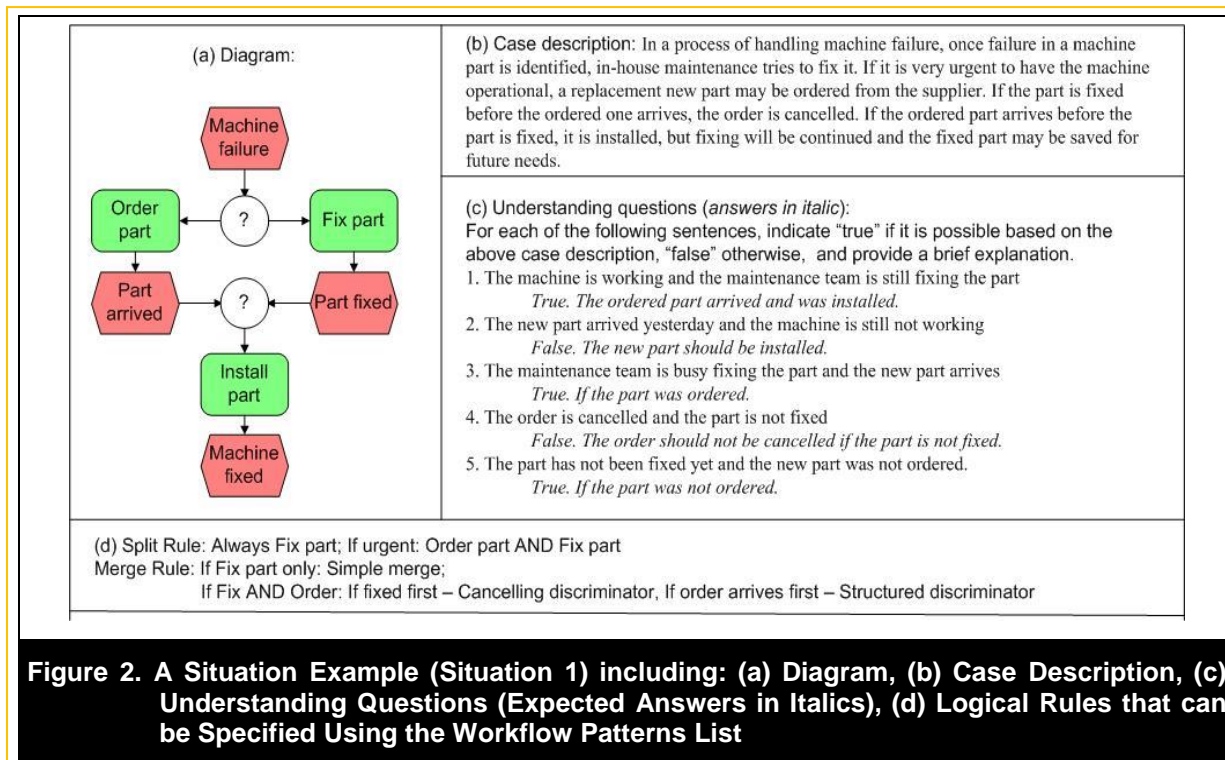 (a) Diagram:
Machine
failure
Order
part
?
Fix part
Part
arrived
?
Part fixed
Install
part
Machine
fixed
(b) Case description: In a process of handling machine failure, once failure in a machine
part is identified, in-house maintenance tries to fix it. If it is very urgent to have the machine
operational, a replacement new part may be ordered from the supplier. If the part is fixed
before the ordered one arrives, the order is cancelled. If the ordered part arrives before the
part is fixed, it is installed, but fixing will be continued and the fixed part may be saved for
future needs.
(c) Understanding questions (answers in italic):
For each of the following sentences, indicate “true” if it is possible based on the
above case description, “false” otherwise, and provide a brief explanation.
1. The machine is working and the maintenance team is still fixing the part
True. The ordered part arrived and was installed.
2. The new part arrived yesterday and the machine is still not working
False. The new part should be installed.
3. The maintenance team is busy fixing the part and the new part arrives
True. If the part was ordered.
4. The order is cancelled and the part is not fixed
False. The order should not be cancelled if the part is not fixed.
5. The part has not been fixed yet and the new part was not ordered.
True. If the part was not ordered.
(d) Split Rule: Always Fix part; If urgent: Order part AND Fix part
Merge Rule: If Fix part only: Simple merge;
If Fix AND Order: If fixed first – Cancelling discriminator, If order arrives first – Structured discriminator
Figure 2. A Situation Example (Situation 1) including: (a) Diagram, (b) Case Description, (c)
Understanding Questions (Expected Answers in Italics), (d) Logical Rules that can
be Specified Using the Workflow Patterns List